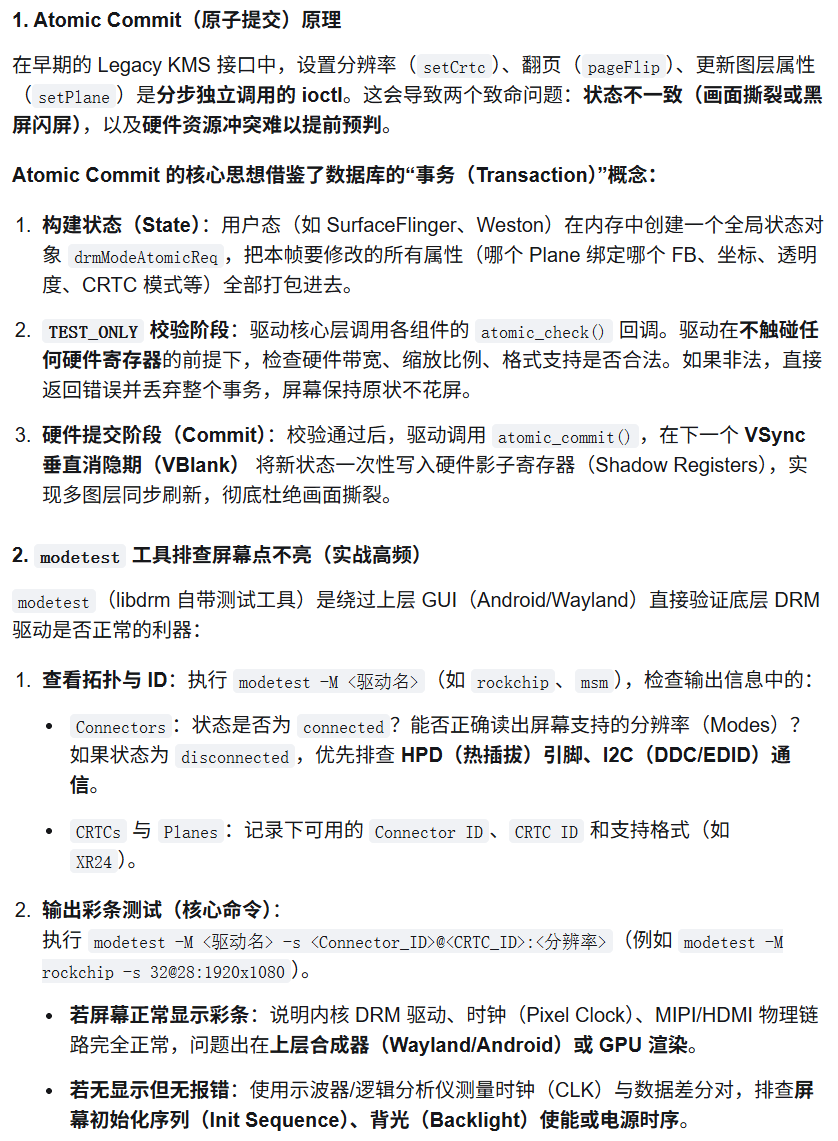 1. Atomic Commit（原子提交）原理
在早期的 Legacy KMS 接口中，设置分辨率（setCrtc）、翻页（pageFlip）、更新图层属性
（setPlane）是分步独立调用的 ioctl。这会导致两个致命问题：状态不一致（画面撕裂或黑
屏闪屏），以及硬件资源冲突难以提前预判。
Atomic Commit 的核心思想借鉴了数据库的“事务（Transaction）”概念：
1. 构建状态（State）：用户态（如 SurfaceFlinger、Weston）在内存中创建一个全局状态对
象 drmModeAtomicReq，把本帧要修改的所有属性（哪个 Plane 绑定哪个 FB、坐标、透明
度、CRTC 模式等）全部打包进去。
2. TEST_ONLY 校验阶段：驱动核心层调用各组件的 atomic_check() 回调。驱动在不触碰任
何硬件寄存器的前提下，检查硬件带宽、缩放比例、格式支持是否合法。如果非法，直接
返回错误并丢弃整个事务，屏幕保持原状不花屏。
3. 硬件提交阶段（Commit）：校验通过后，驱动调用 atomic_commit()，在下一个 VSync
垂直消隐期（VBlank） 将新状态一次性写入硬件影子寄存器（Shadow Registers），实
现多图层同步刷新，彻底杜绝画面撕裂。
2. modetest 工具排查屏幕点不亮（实战高频）
modetest（libdrm 自带测试工具）是绕过上层 GUI（Android/Wayland）直接验证底层 DRM
驱动是否正常的利器：
1. 查看拓扑与 ID：执行 modetest -M <驱动名>（如 rockchip、msm），检查输出信息中的：
• Connectors：状态是否为 connected？能否正确读出屏幕支持的分辨率（Modes）？
如果状态为 disconnected，优先排查 HPD（热插拔）引脚、I2C（DDC/EDID）通
信。
• CRTCs 与 Planes：记录下可用的 Connector ID、CRTC ID 和支持格式（如
XR24）。
2. 输出彩条测试（核心命令）：
执行 modetest -M <驱动名> -s <Connector_ID>@<CRTC_ID>:<分辨率>（例如 modetest -M
rockchip -s 32@28:1920x1080）。
• 若屏幕正常显示彩条：说明内核 DRM 驱动、时钟（Pixel Clock）、MIPI/HDMI 物理链
路完全正常，问题出在上层合成器（Wayland/Android）或 GPU 渲染。
• 若无显示但无报错：使用示波器/逻辑分析仪测量时钟（CLK）与数据差分对，排查屏
幕初始化序列（Init Sequence）、背光（Backlight）使能或电源时序。